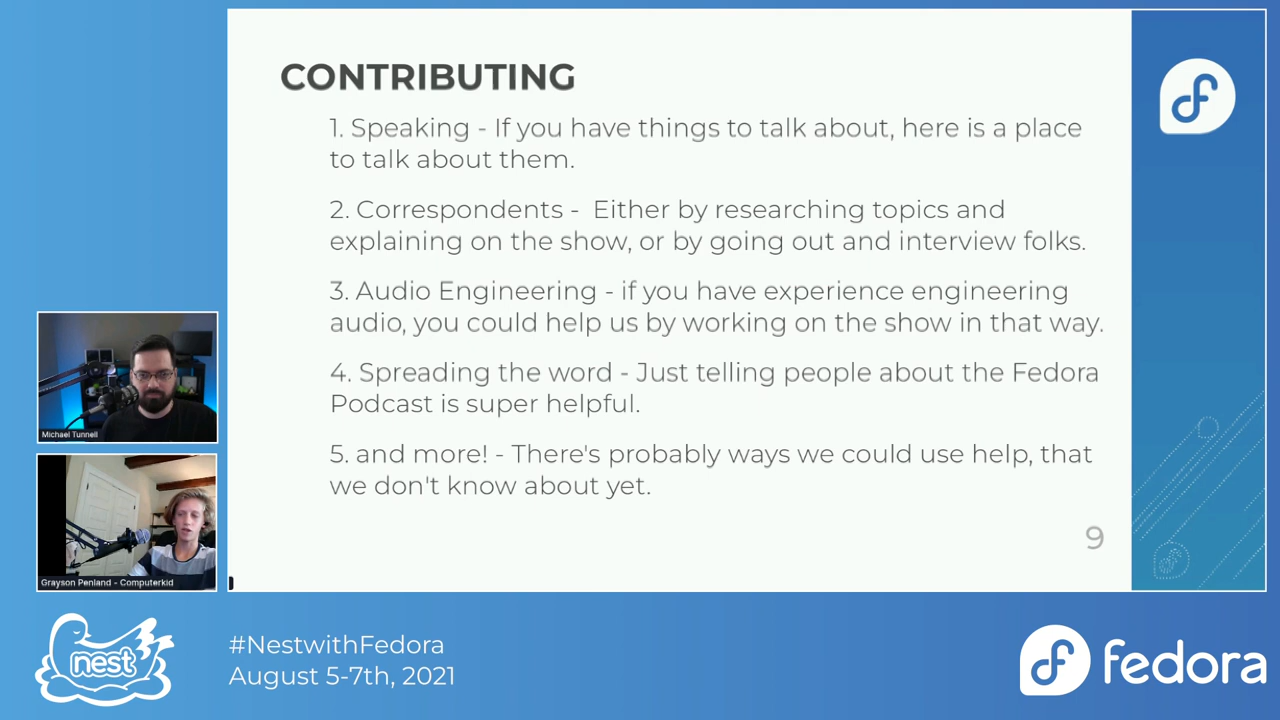 CONTRIBUTING
1. Speaking - If you have things to talk about, here is a place
to talk about them.
2. Correspondents -  Either by researching topics and
explaining on the show, or by going out and interview folks.
3. Audio Engineering - if you have experience engineering
audio, you could help us by working on the show in that way.
4. Spreading the word - Just telling people about the Fedora
Podcast is super helpful.
5. and more! - There's probably ways we could use help, that
we don't know about yet.
9
Michael Tunnell
Grayson Penland - Computerkid
nest
#NestwithFedora
August 5-7th, 2021
fedora